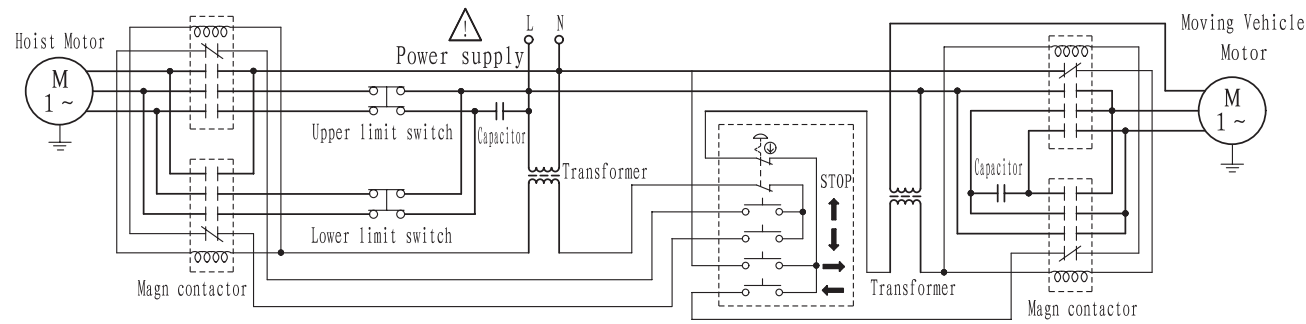 L N
Power supply
Hoist Motor
M
1~
Upper limit switch
Capacitor
Transformer
Lower limit switch
Magn contactor
STOP
Transformer
Moving Vehicle
Motor
M
1~
Capacitor
Magn contactor